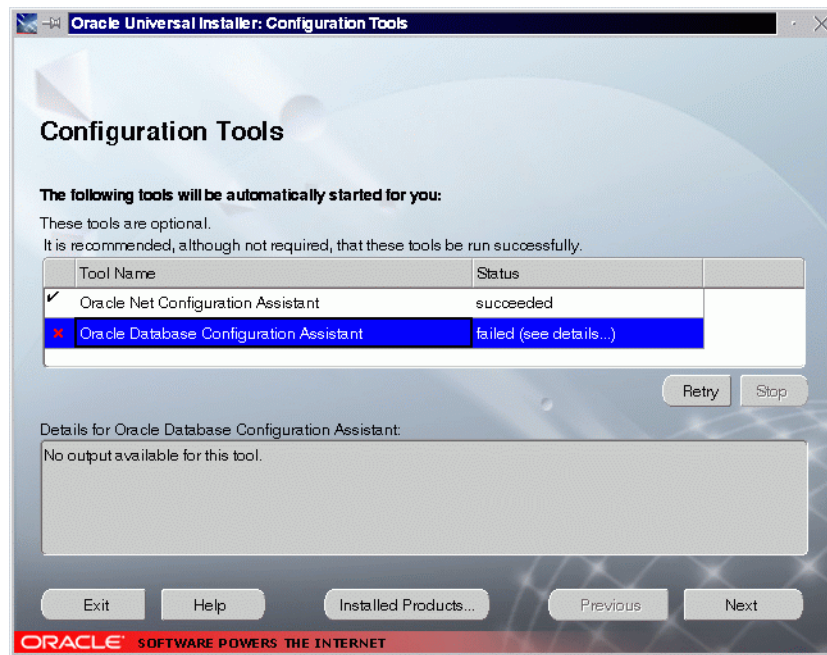 Oracle Universal Installer: Configuration Tools
Configuration Tools
The following tools will be automatically started for you:
These tools are optional.
It is recommended, although not required, that these tools be run successfully.
Tool Name Status
Oracle Net Configuration Assistant succeeded
Oracle Database Configuration Assistant failed (see details...)
Retry Stop
Details for Oracle Database Configuration Assistant:
No output available for this tool.
Exit Help Installed Products... Previous Next
ORACLE SOFTWARE POWERS THE INTERNET